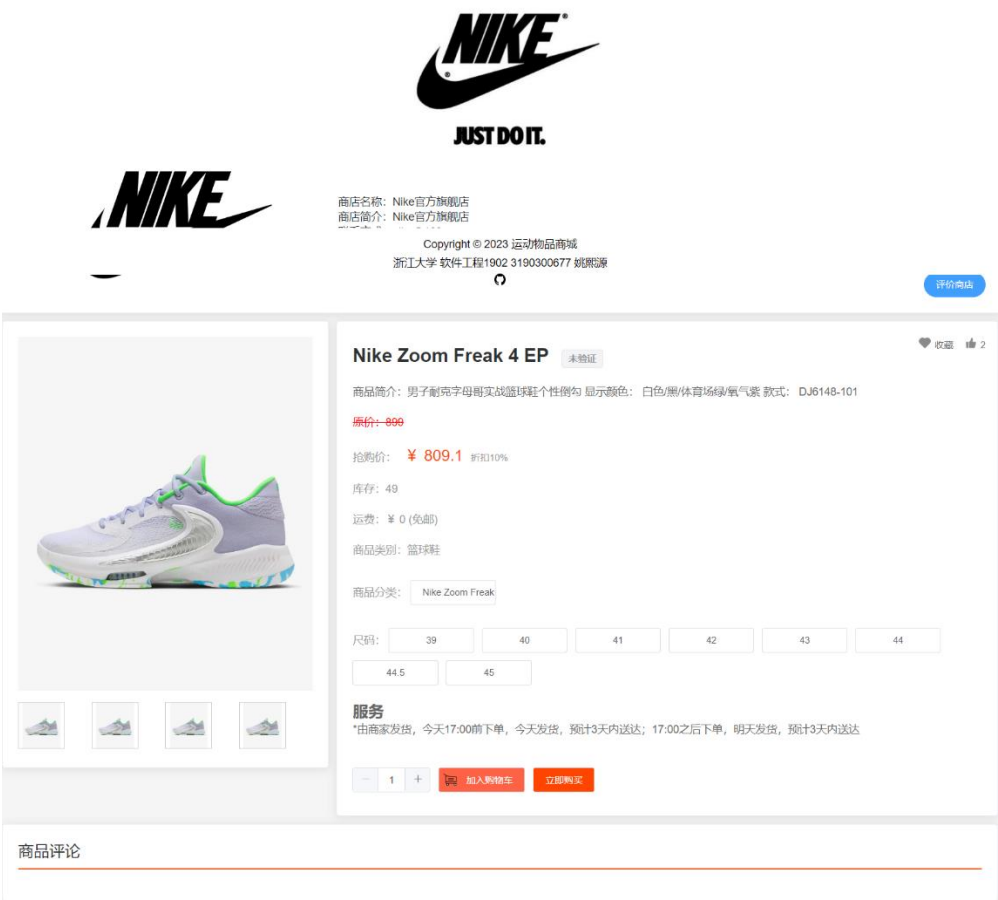 NIKE
JUST DO IT.
NIKE
商店名称：Nike官方旗舰店
商店简介：Nike官方旗舰店
Copyright © 2023 运动物品商城
浙江大学 软件工程1902 3190300677 姚熙源
评价商店
Nike Zoom Freak 4 EP 未验证
收藏 2
商品简介：男子耐克字母哥实战篮球鞋个性倒勾 显示颜色： 白色/黑/体育场绿/氧气紫 款式： DJ6148-101
原价：899
抢购价： ¥ 809.1 折扣10%
库存：49
运费：¥ 0 (免邮)
商品类别：篮球鞋
商品分类： Nike Zoom Freak
尺码： 39 40 41 42 43 44
44.5 45
服务
*由商家发货，今天17:00前下单，今天发货，预计3天内送达；17:00之后下单，明天发货，预计3天内送达
− 1 + 加入购物车 立即购买
商品评论